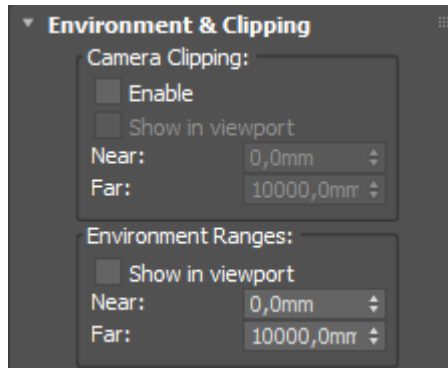 Environment & Clipping
Camera Clipping:
Enable
Show in viewport
Near: 0,0mm
Far: 10000,0mm
Environment Ranges:
Show in viewport
Near: 0,0mm
Far: 10000,0mm